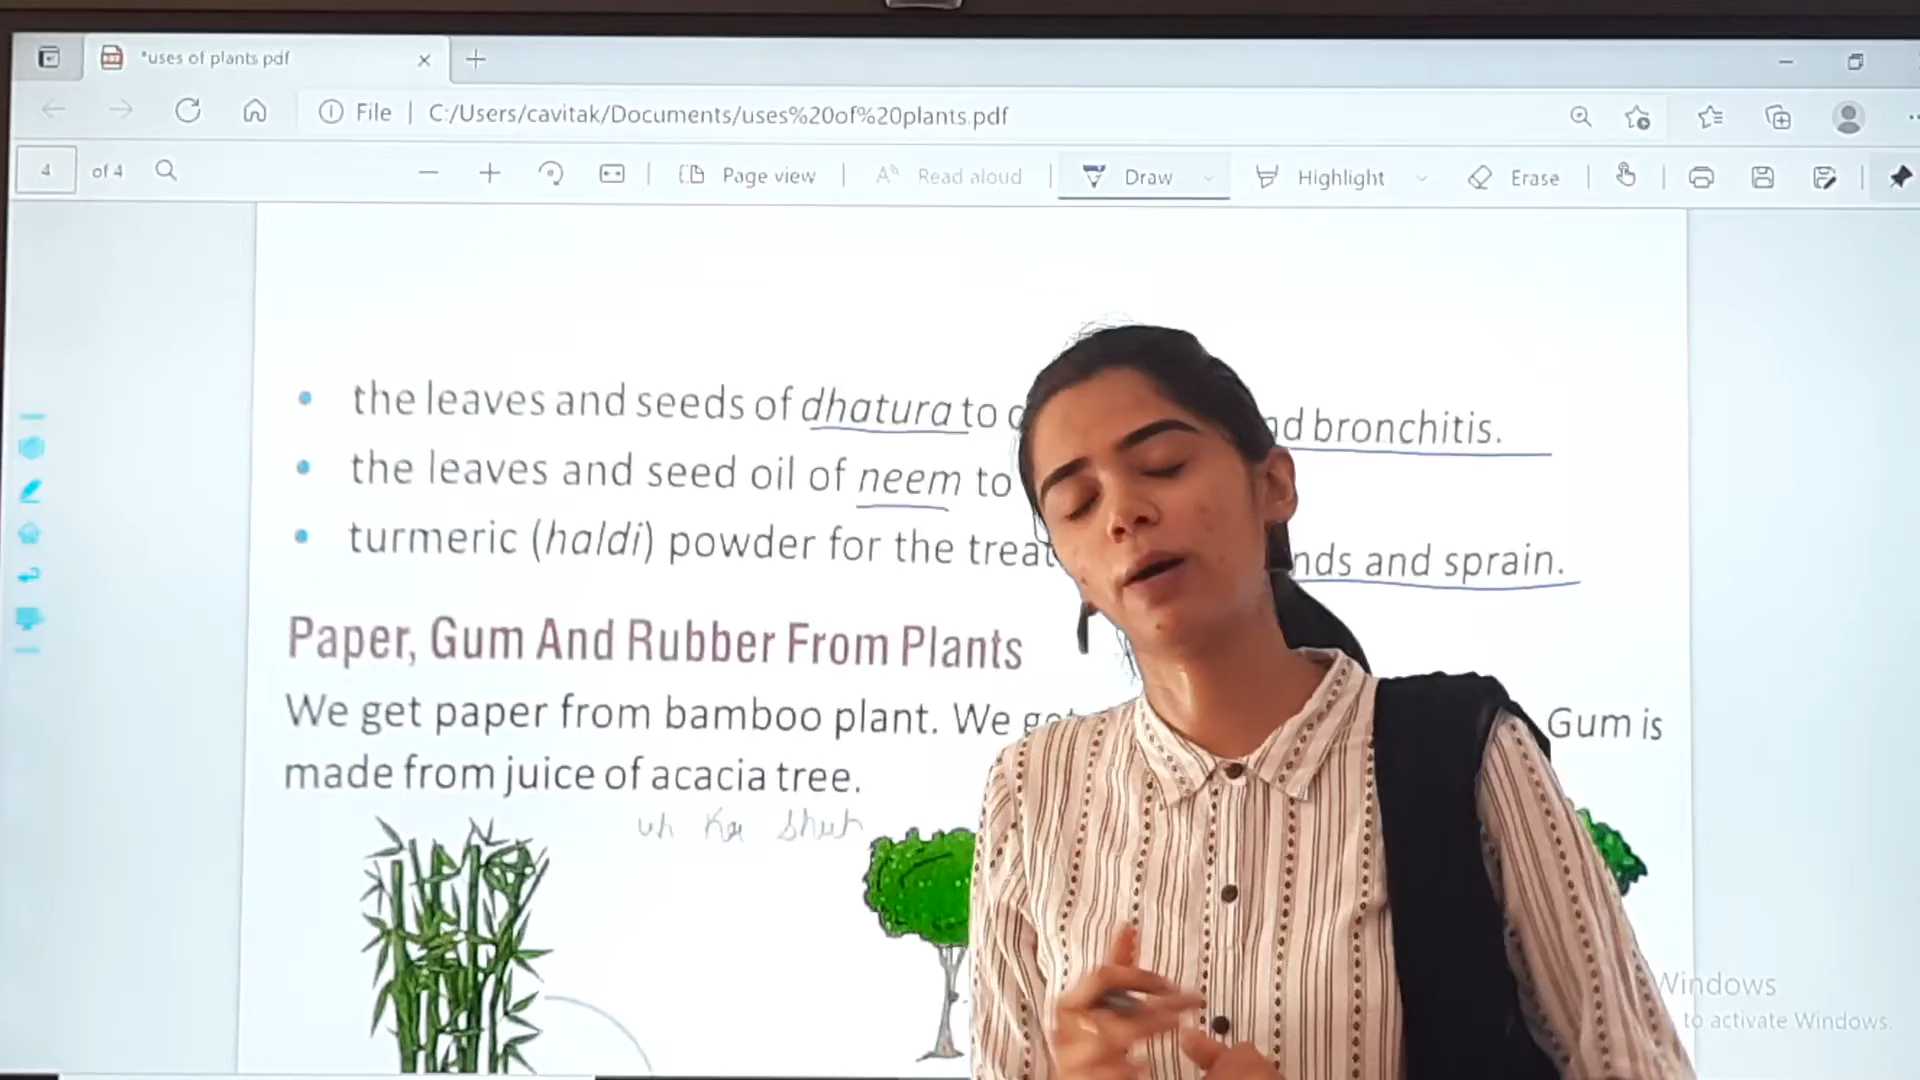 *uses of plants.pdf
File | C:/Users/cavitak/Documents/uses%20of%20plants.pdf
4 of 4 Page view Read aloud Draw Highlight Erase
• the leaves and seeds of dhatura to bronchitis.
• the leaves and seed oil of neem to
• turmeric (haldi) powder for the and sprain.
Paper, Gum And Rubber From Plants
We get paper from bamboo plant. We Gum is
made from juice of acacia tree.
Windows
to activate Windows.